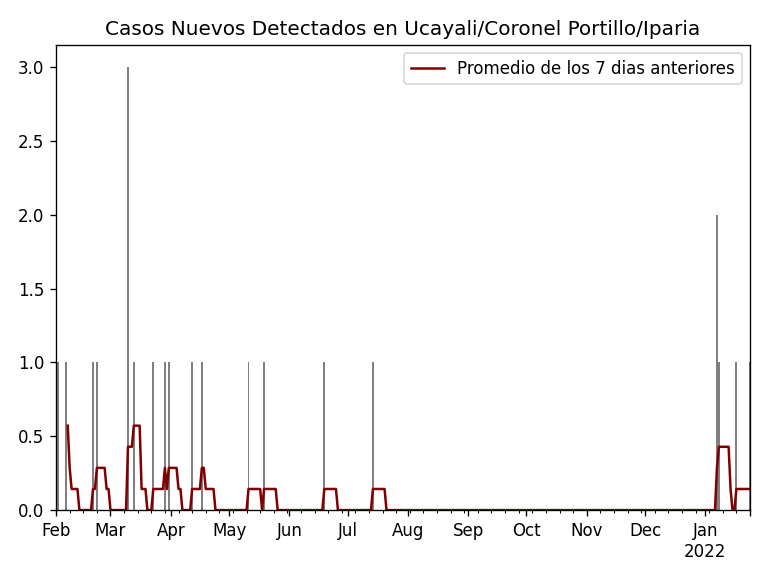 Casos Nuevos Detectados en Ucayali/Coronel Portillo/Iparia
Promedio de los 7 dias anteriores
3.0
2.5
2.0
1.5
1.0
0.5
0.0
Feb Mar Apr May Jun Jul Aug Sep Oct Nov Dec Jan
2022